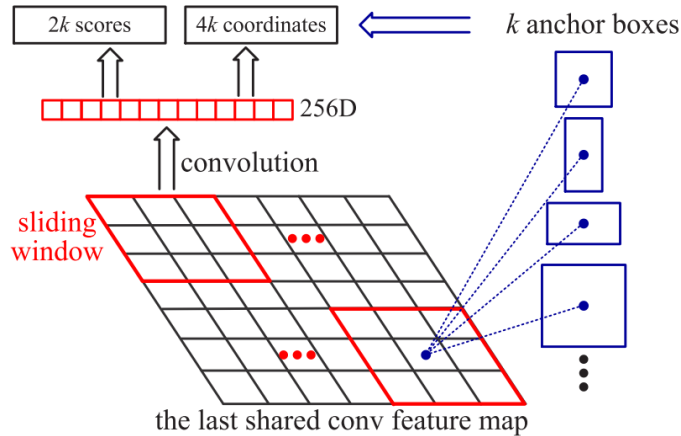 2k scores
4k coordinates
k anchor boxes
256D
convolution
sliding
window
the last shared conv feature map